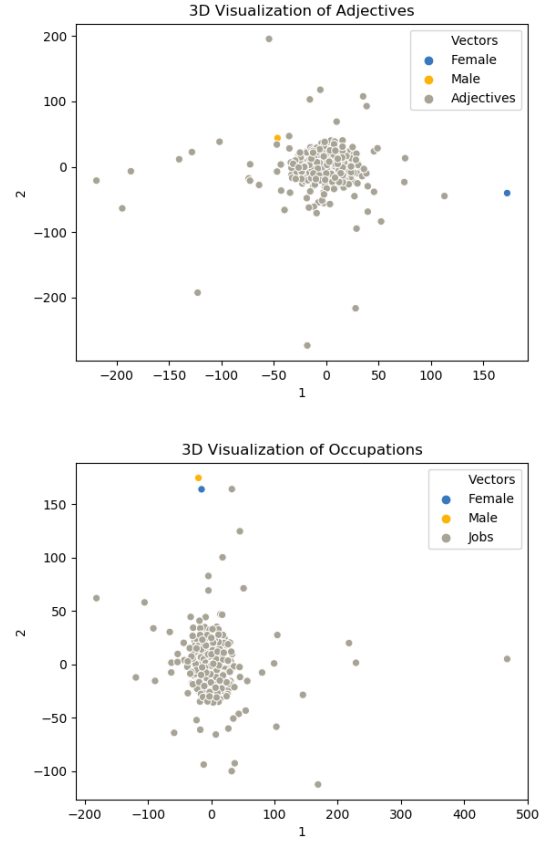 3D Visualization of Adjectives
200
100
0
−100
−200
2
Vectors
Female
Male
Adjectives
−200 −150 −100 −50 0 50 100 150
1
3D Visualization of Occupations
150
100
50
0
−50
−100
2
Vectors
Female
Male
Jobs
−200 −100 0 100 200 300 400 500
1